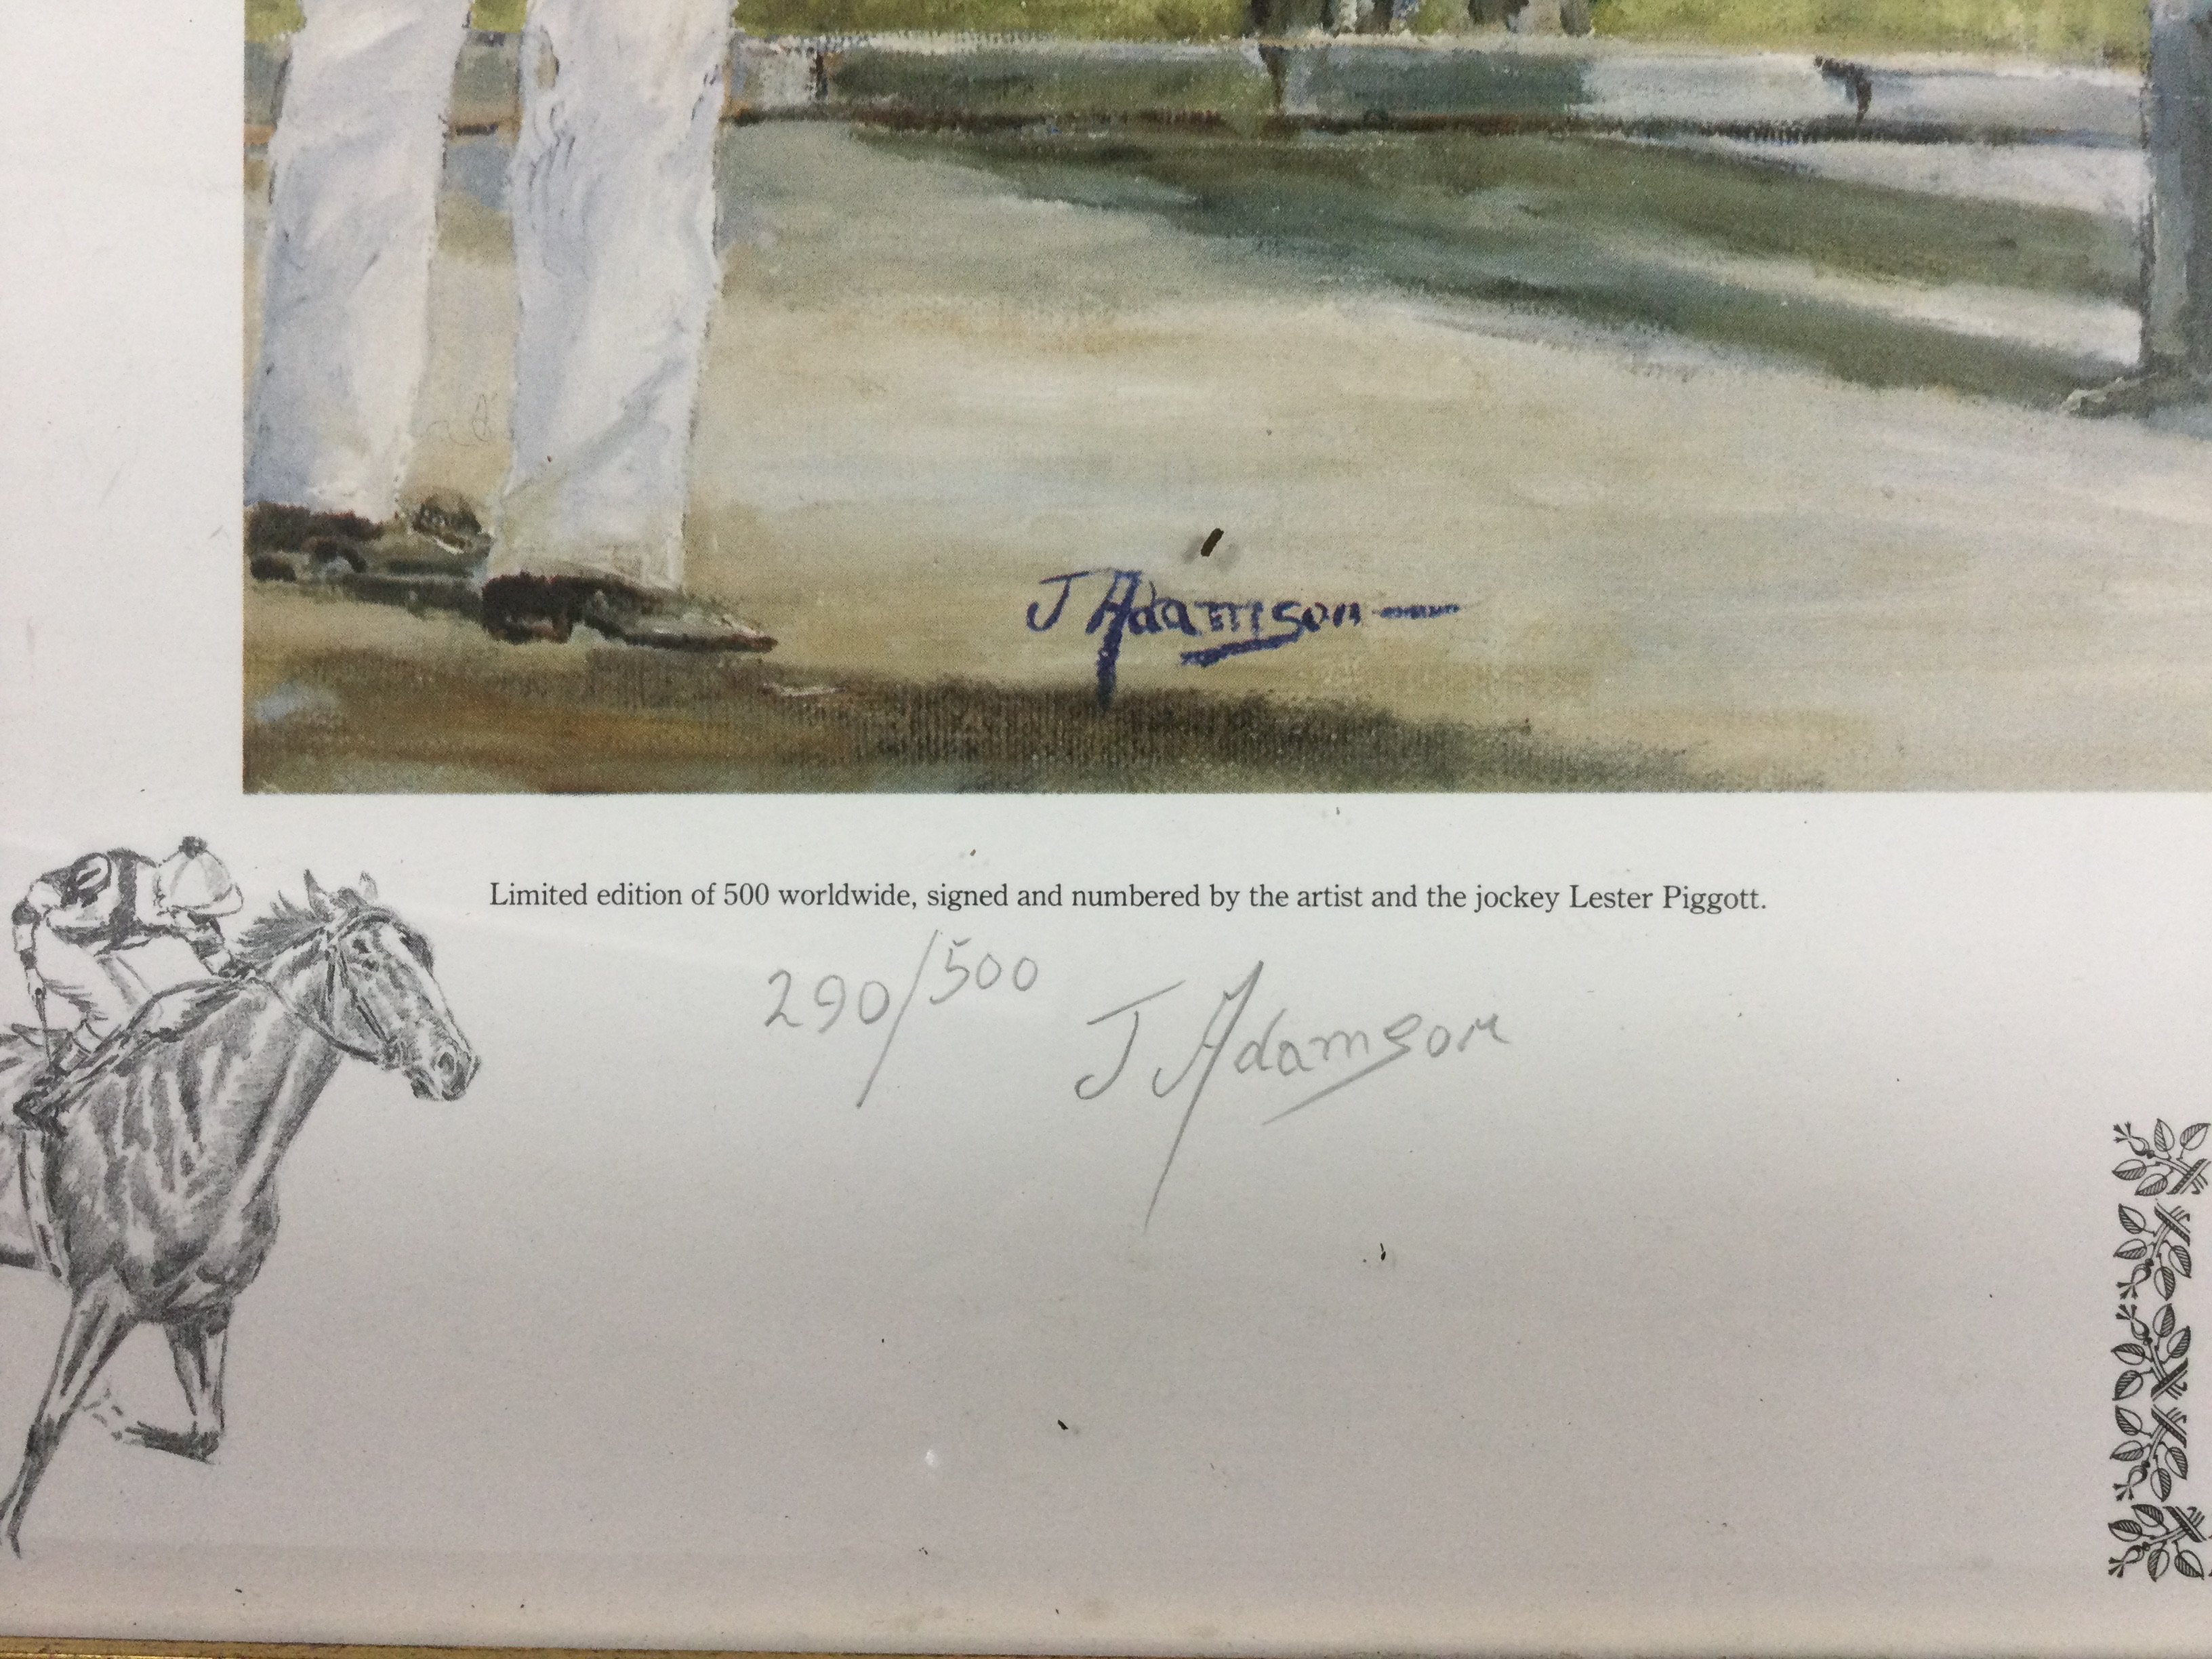 J Adamson
Limited edition of 500 worldwide, signed and numbered by the artist and the jockey Lester Piggott.
290/500 J Adamson